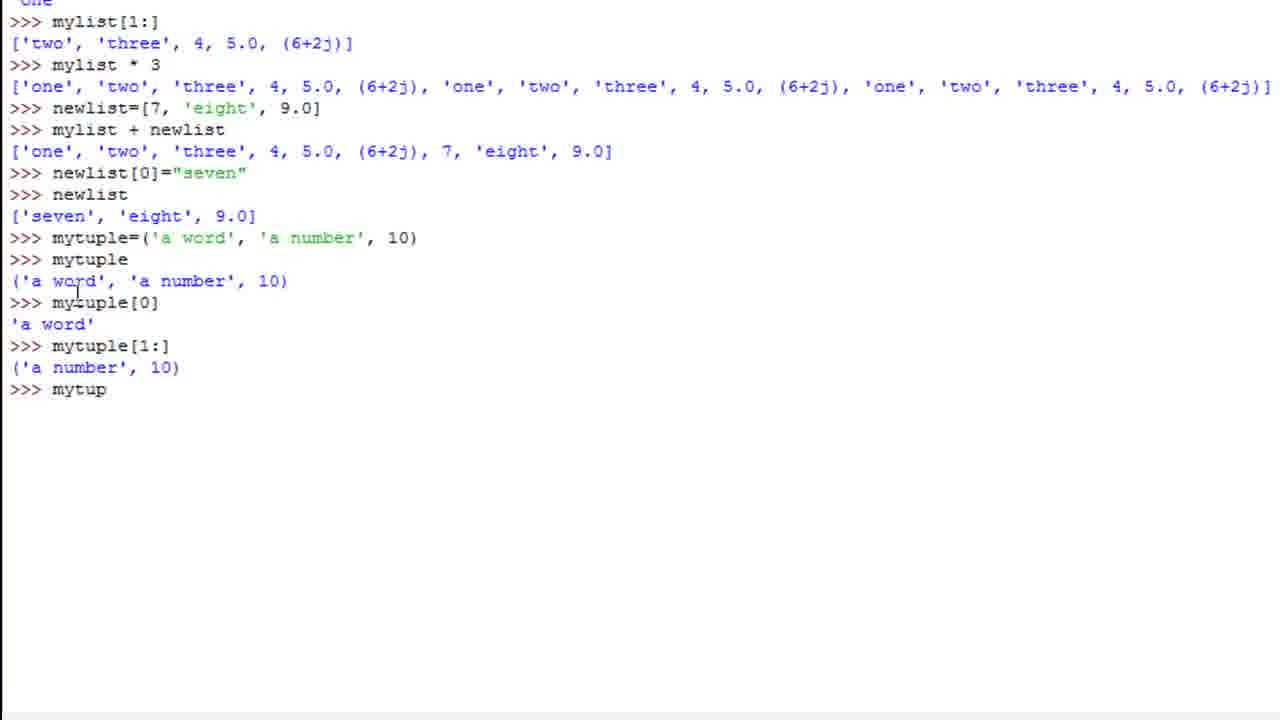 'one'
>>> mylist[1:]
['two', 'three', 4, 5.0, (6+2j)]
>>> mylist * 3
['one', 'two', 'three', 4, 5.0, (6+2j), 'one', 'two', 'three', 4, 5.0, (6+2j), 'one', 'two', 'three', 4, 5.0, (6+2j)]
>>> newlist=[7, 'eight', 9.0]
>>> mylist + newlist
['one', 'two', 'three', 4, 5.0, (6+2j), 7, 'eight', 9.0]
>>> newlist[0]="seven"
>>> newlist
['seven', 'eight', 9.0]
>>> mytuple=('a word', 'a number', 10)
>>> mytuple
('a word', 'a number', 10)
>>> mytuple[0]
'a word'
>>> mytuple[1:]
('a number', 10)
>>> mytup